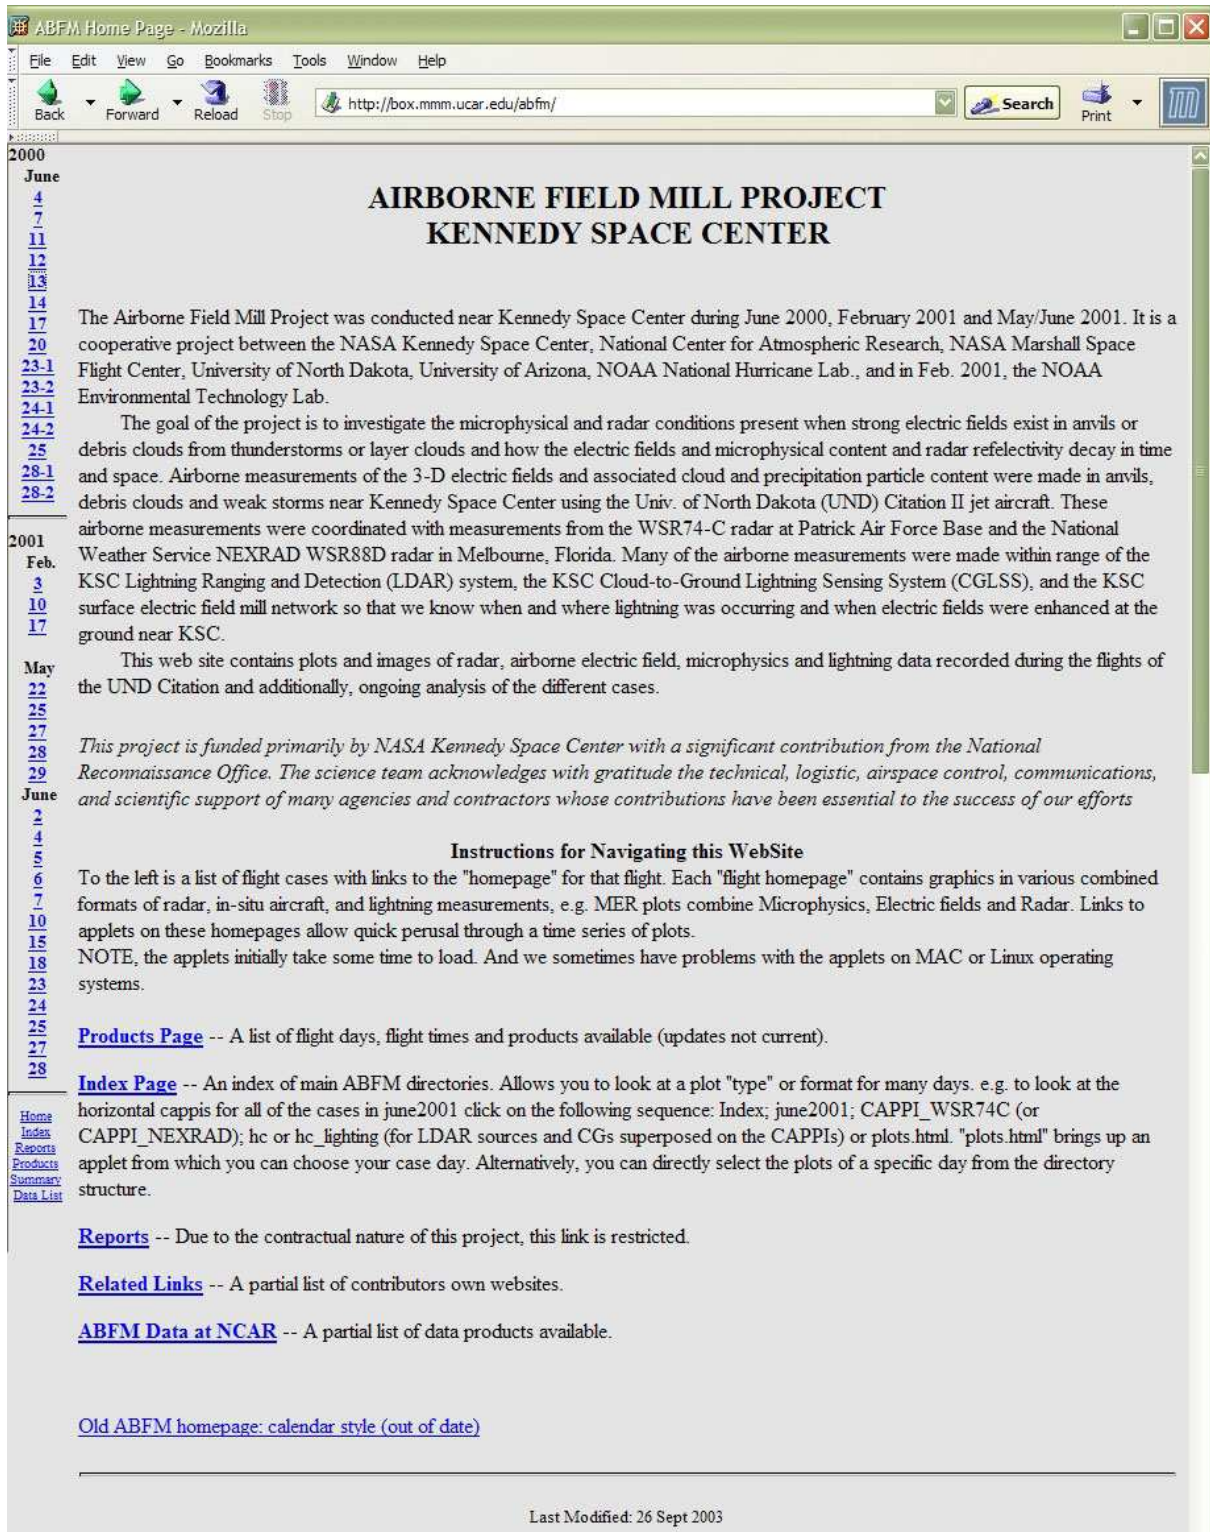 ABFM Home Page - Mozilla
File Edit View Go Bookmarks Tools Window Help
Back Forward Reload Stop http://box.mmm.ucar.edu/abfm/ Search Print
2000
June
4
7
11
12
13
14
17
20
23-1
23-2
24-1
24-2
25
28-1
28-2
2001
Feb.
3
10
17
May
22
25
27
28
29
June
2
4
5
6
7
10
15
18
23
24
25
27
28
Home
Index
Reports
Products
Summary
Data List
AIRBORNE FIELD MILL PROJECT
KENNEDY SPACE CENTER
The Airborne Field Mill Project was conducted near Kennedy Space Center during June 2000, February 2001 and May/June 2001. It is a
cooperative project between the NASA Kennedy Space Center, National Center for Atmospheric Research, NASA Marshall Space
Flight Center, University of North Dakota, University of Arizona, NOAA National Hurricane Lab., and in Feb. 2001, the NOAA
Environmental Technology Lab.
The goal of the project is to investigate the microphysical and radar conditions present when strong electric fields exist in anvils or
debris clouds from thunderstorms or layer clouds and how the electric fields and microphysical content and radar refelectivity decay in time
and space. Airborne measurements of the 3-D electric fields and associated cloud and precipitation particle content were made in anvils,
debris clouds and weak storms near Kennedy Space Center using the Univ. of North Dakota (UND) Citation II jet aircraft. These
airborne measurements were coordinated with measurements from the WSR74-C radar at Patrick Air Force Base and the National
Weather Service NEXRAD WSR88D radar in Melbourne, Florida. Many of the airborne measurements were made within range of the
KSC Lightning Ranging and Detection (LDAR) system, the KSC Cloud-to-Ground Lightning Sensing System (CGLSS), and the KSC
surface electric field mill network so that we know when and where lightning was occurring and when electric fields were enhanced at the
ground near KSC.
This web site contains plots and images of radar, airborne electric field, microphysics and lightning data recorded during the flights of
the UND Citation and additionally, ongoing analysis of the different cases.
This project is funded primarily by NASA Kennedy Space Center with a significant contribution from the National
Reconnaissance Office. The science team acknowledges with gratitude the technical, logistic, airspace control, communications,
and scientific support of many agencies and contractors whose contributions have been essential to the success of our efforts
Instructions for Navigating this WebSite
To the left is a list of flight cases with links to the "homepage" for that flight. Each "flight homepage" contains graphics in various combined
formats of radar, in-situ aircraft, and lightning measurements, e.g. MER plots combine Microphysics, Electric fields and Radar. Links to
applets on these homepages allow quick perusal through a time series of plots.
NOTE, the applets initially take some time to load. And we sometimes have problems with the applets on MAC or Linux operating
systems.
Products Page -- A list of flight days, flight times and products available (updates not current).
Index Page -- An index of main ABFM directories. Allows you to look at a plot "type" or format for many days. e.g. to look at the
horizontal cappis for all of the cases in june2001 click on the following sequence: Index; june2001; CAPPI_WSR74C (or
CAPPI_NEXRAD); hc or hc_lighting (for LDAR sources and CGs superposed on the CAPPIs) or plots.html. "plots.html" brings up an
applet from which you can choose your case day. Alternatively, you can directly select the plots of a specific day from the directory
structure.
Reports -- Due to the contractual nature of this project, this link is restricted.
Related Links -- A partial list of contributors own websites.
ABFM Data at NCAR -- A partial list of data products available.
Old ABFM homepage: calendar style (out of date)
Last Modified: 26 Sept 2003